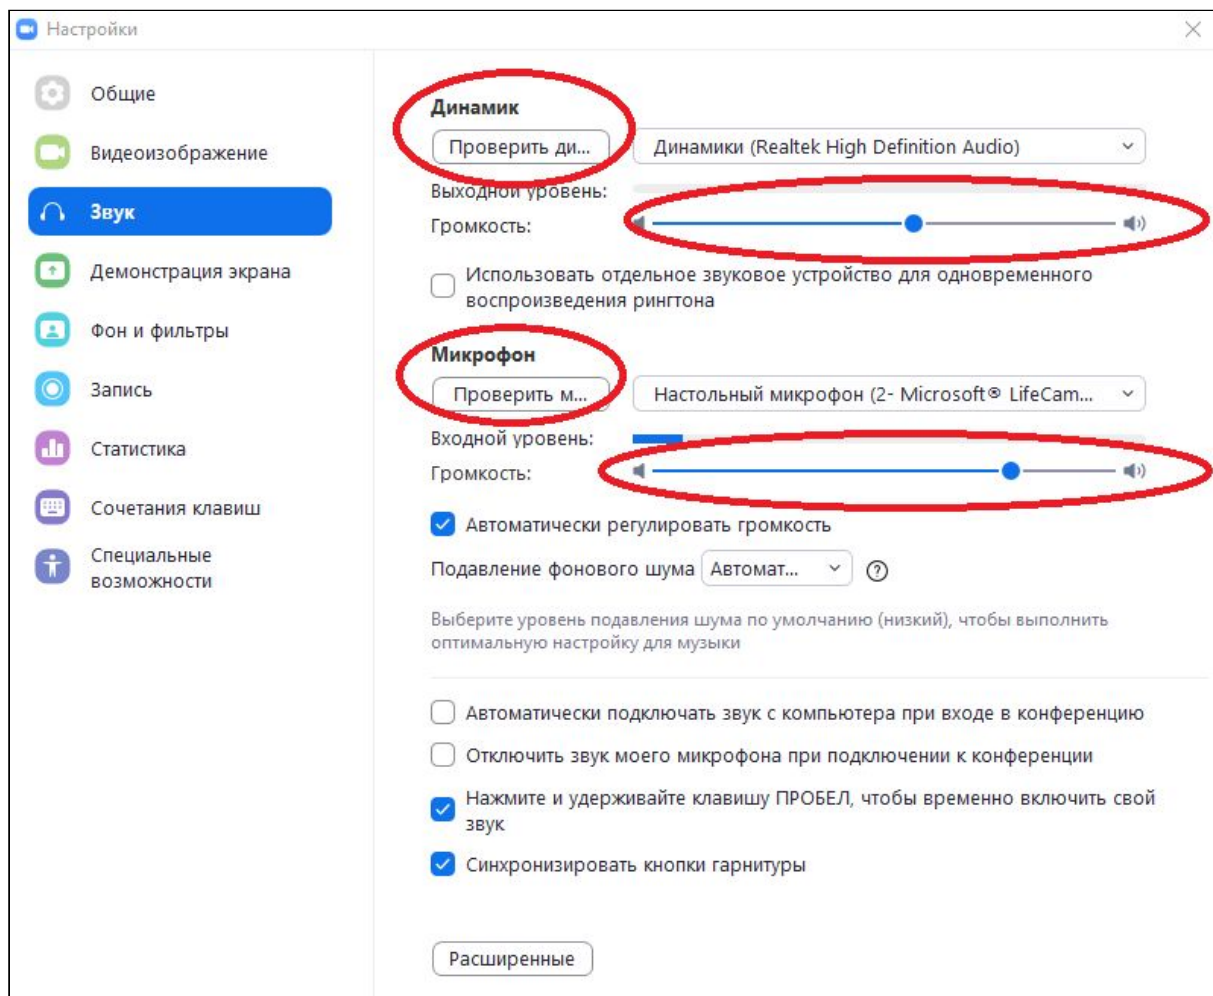 Настройки
Общие
Видеоизображение
Звук
Демонстрация экрана
Фон и фильтры
Запись
Статистика
Сочетания клавиш
Специальные
возможности
Динамик
Проверить ди...
Динамики (Realtek High Definition Audio)
Выходной уровень:
Громкость:
Использовать отдельное звуковое устройство для одновременного
воспроизведения рингтона
Микрофон
Проверить м...
Настольный микрофон (2- Microsoft® LifeCam...
Входной уровень:
Громкость:
Автоматически регулировать громкость
Подавление фонового шума
Автомат...
Выберите уровень подавления шума по умолчанию (низкий), чтобы выполнить
оптимальную настройку для музыки
Автоматически подключать звук с компьютера при входе в конференцию
Отключить звук моего микрофона при подключении к конференции
Нажмите и удерживайте клавишу ПРОБЕЛ, чтобы временно включить свой
звук
Синхронизировать кнопки гарнитуры
Расширенные